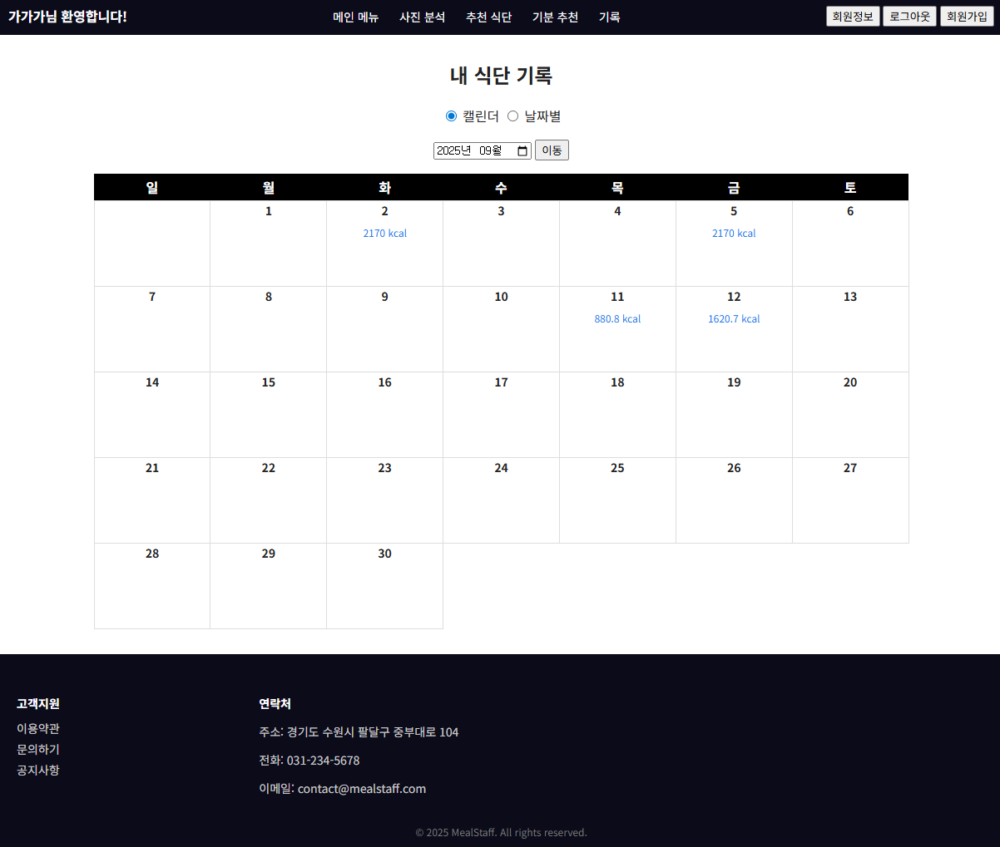 가가가님 환영합니다! 메인 메뉴 사진 분석 추천 식단 기분 추천 기록 회원정보 로그아웃 회원가입
내 식단 기록
캘린더 날짜별
2025년 09월 이동
일 월 화 수 목 금 토
1 2 3 4 5 6
2170 kcal 2170 kcal
7 8 9 10 11 12 13
880.8 kcal 1620.7 kcal
14 15 16 17 18 19 20
21 22 23 24 25 26 27
28 29 30
고객지원
이용약관
문의하기
공지사항
연락처
주소: 경기도 수원시 팔달구 중부대로 104
전화: 031-234-5678
이메일: contact@mealstaff.com
© 2025 MealStaff. All rights reserved.